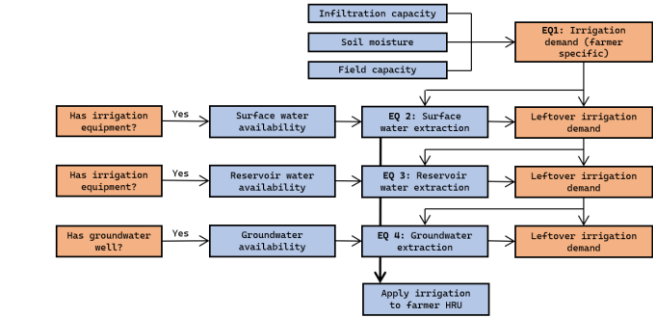 Infiltration capacity
Soil moisture
Field capacity
EQ1: Irrigation
demand (farmer
specific)
Has irrigation
equipment?
Yes
Surface water
availability
EQ 2: Surface
water extraction
Leftover irrigation
demand
Has irrigation
equipment?
Yes
Reservoir water
availability
EQ 3: Reservoir
water extraction
Leftover irrigation
demand
Has groundwater
well?
Yes
Groundwater
availability
EQ 4: Groundwater
extraction
Leftover irrigation
demand
Apply irrigation
to farmer HRU